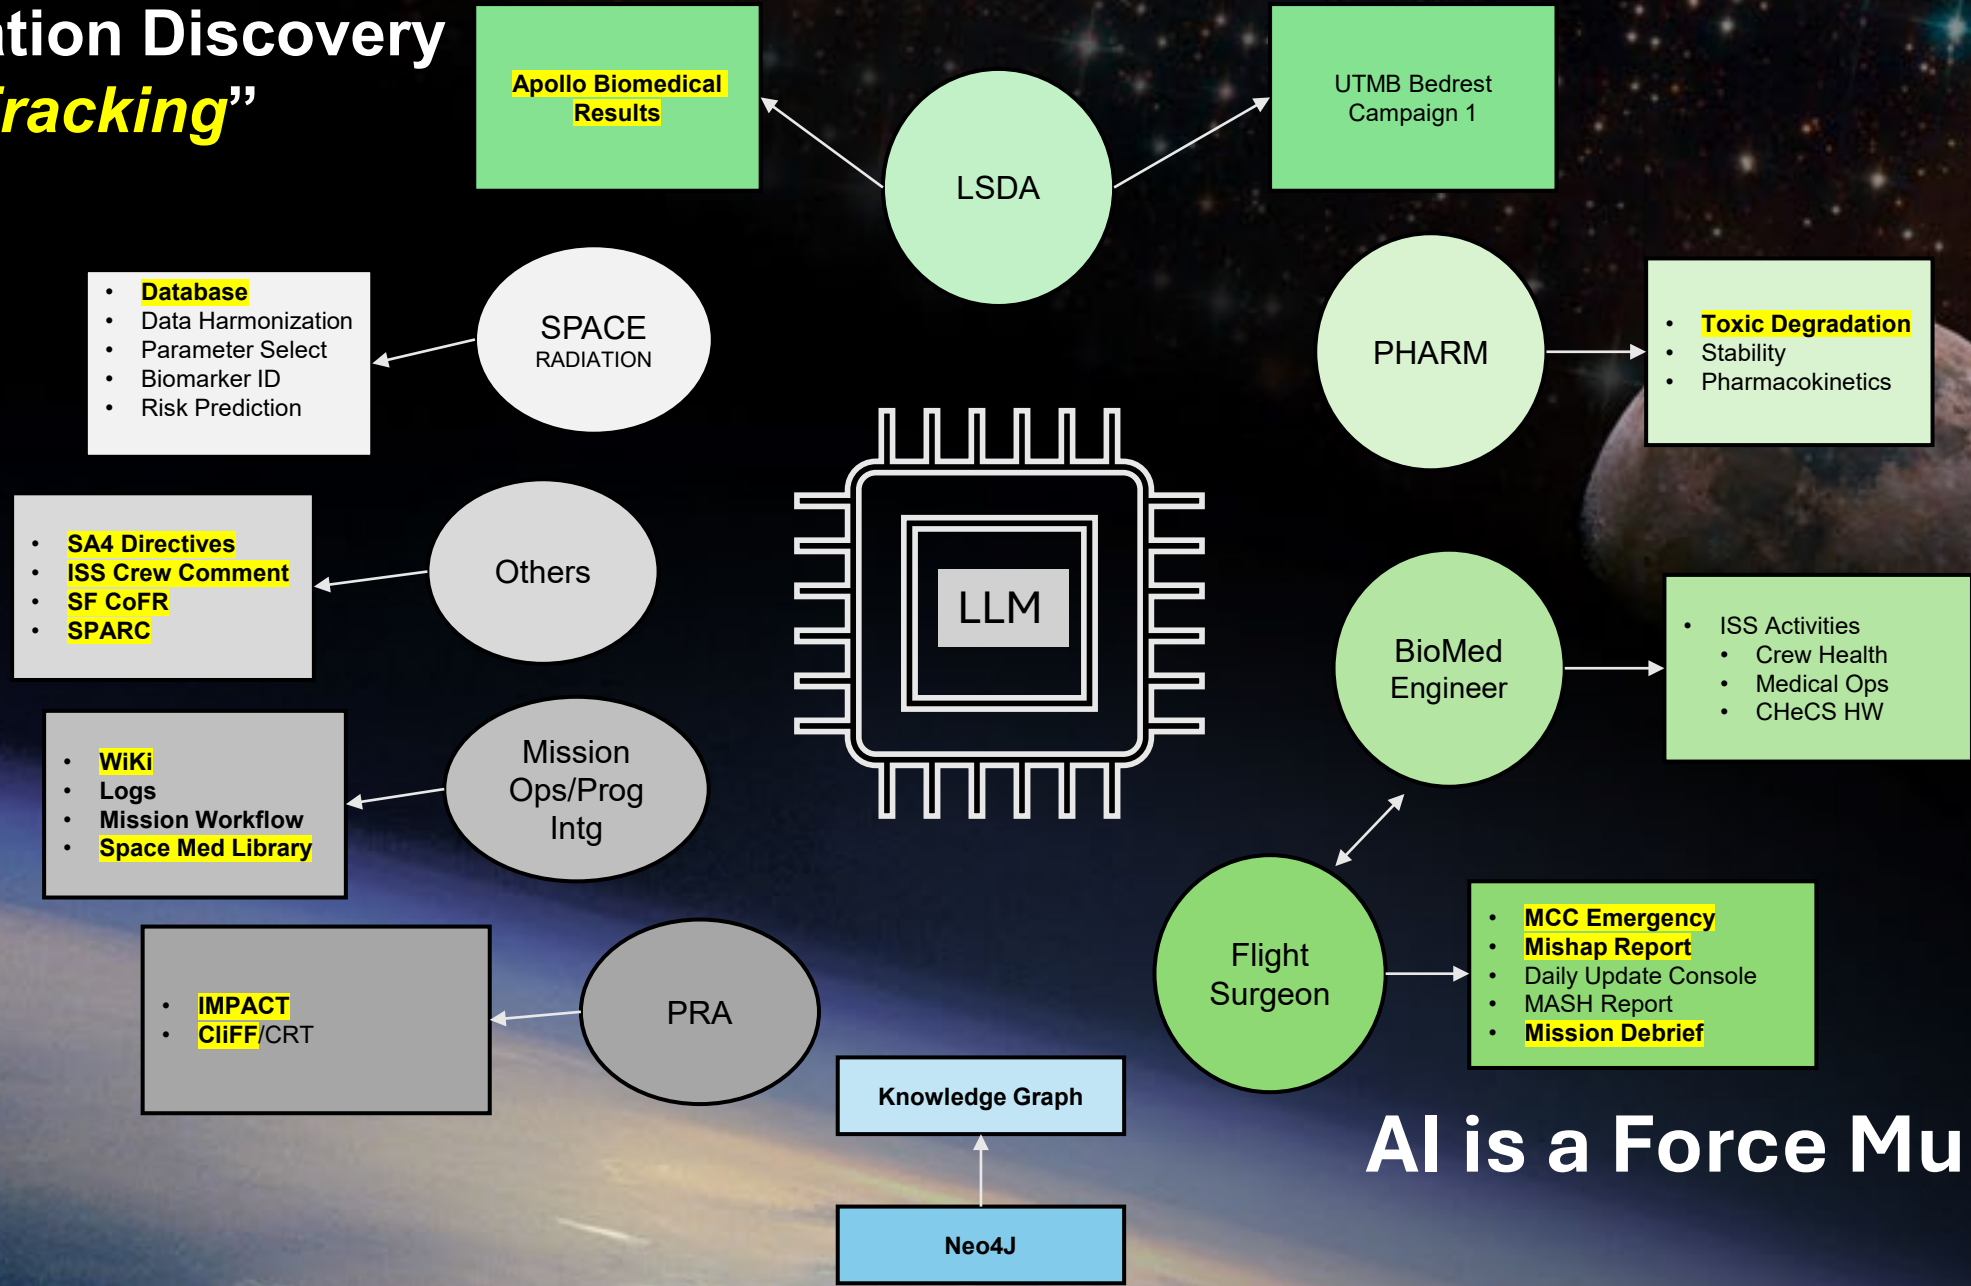 ation Discovery
racking”
Apollo Biomedical
Results
LSDA
UTMB Bedrest
Campaign 1
• Database
• Data Harmonization
• Parameter Select
• Biomarker ID
• Risk Prediction
SPACE
RADIATION
PHARM
• Toxic Degradation
• Stability
• Pharmacokinetics
• SA4 Directives
• ISS Crew Comment
• SF CoFR
• SPARC
Others
LLM
BioMed
Engineer
• ISS Activities
• Crew Health
• Medical Ops
• CHeCS HW
• WiKi
• Logs
• Mission Workflow
• Space Med Library
Mission
Ops/Prog
Intg
Flight
Surgeon
• MCC Emergency
• Mishap Report
• Daily Update Console
• MASH Report
• Mission Debrief
• IMPACT
• CliFF/CRT
PRA
Knowledge Graph
Neo4J
AI is a Force Mu